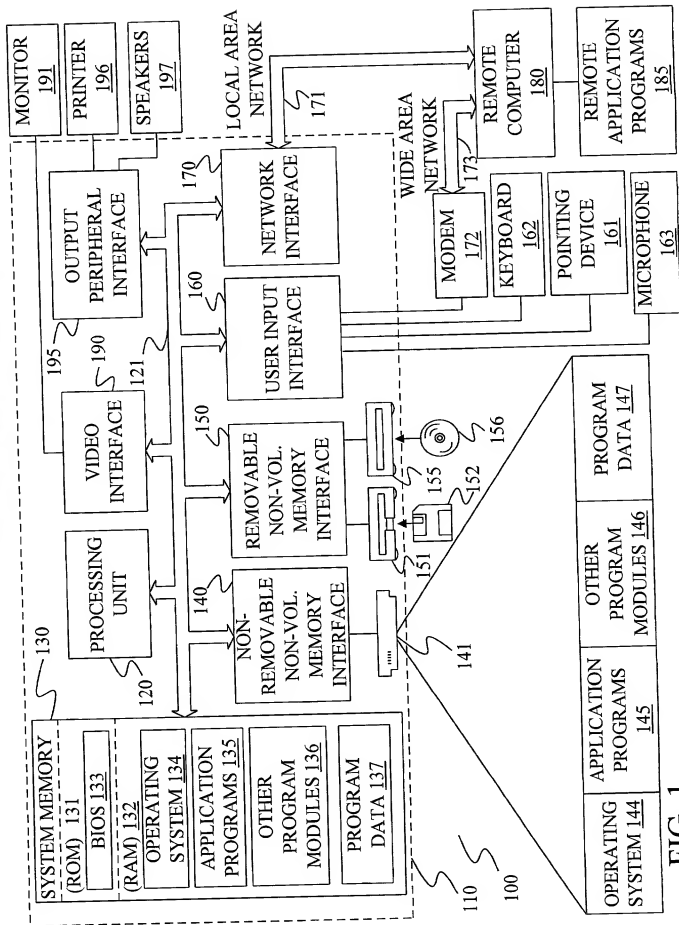 SYSTEM MEMORY
(ROM) 131
BIOS 133
(RAM) 132
OPERATING
SYSTEM 134
APPLICATION
PROGRAMS 135
OTHER
PROGRAM
MODULES 136
PROGRAM
DATA 137
130
PROCESSING
UNIT
120
VIDEO
INTERFACE
190
121
OUTPUT
PERIPHERAL
INTERFACE
195
MONITOR
191
PRINTER
196
SPEAKERS
197
NON-
REMOVABLE
NON-VOL.
MEMORY
INTERFACE
140
REMOVABLE
NON-VOL.
MEMORY
INTERFACE
150
USER INPUT
INTERFACE
160
NETWORK
INTERFACE
170
LOCAL AREA
NETWORK
171
141
151
152
155
156
110
100
WIDE AREA
NETWORK
173
MODEM
172
KEYBOARD
162
POINTING
DEVICE
161
MICROPHONE
163
REMOTE
COMPUTER
180
REMOTE
APPLICATION
PROGRAMS
185
OPERATING
SYSTEM 144
APPLICATION
PROGRAMS
145
OTHER
PROGRAM
MODULES 146
PROGRAM
DATA 147
FIG. 1